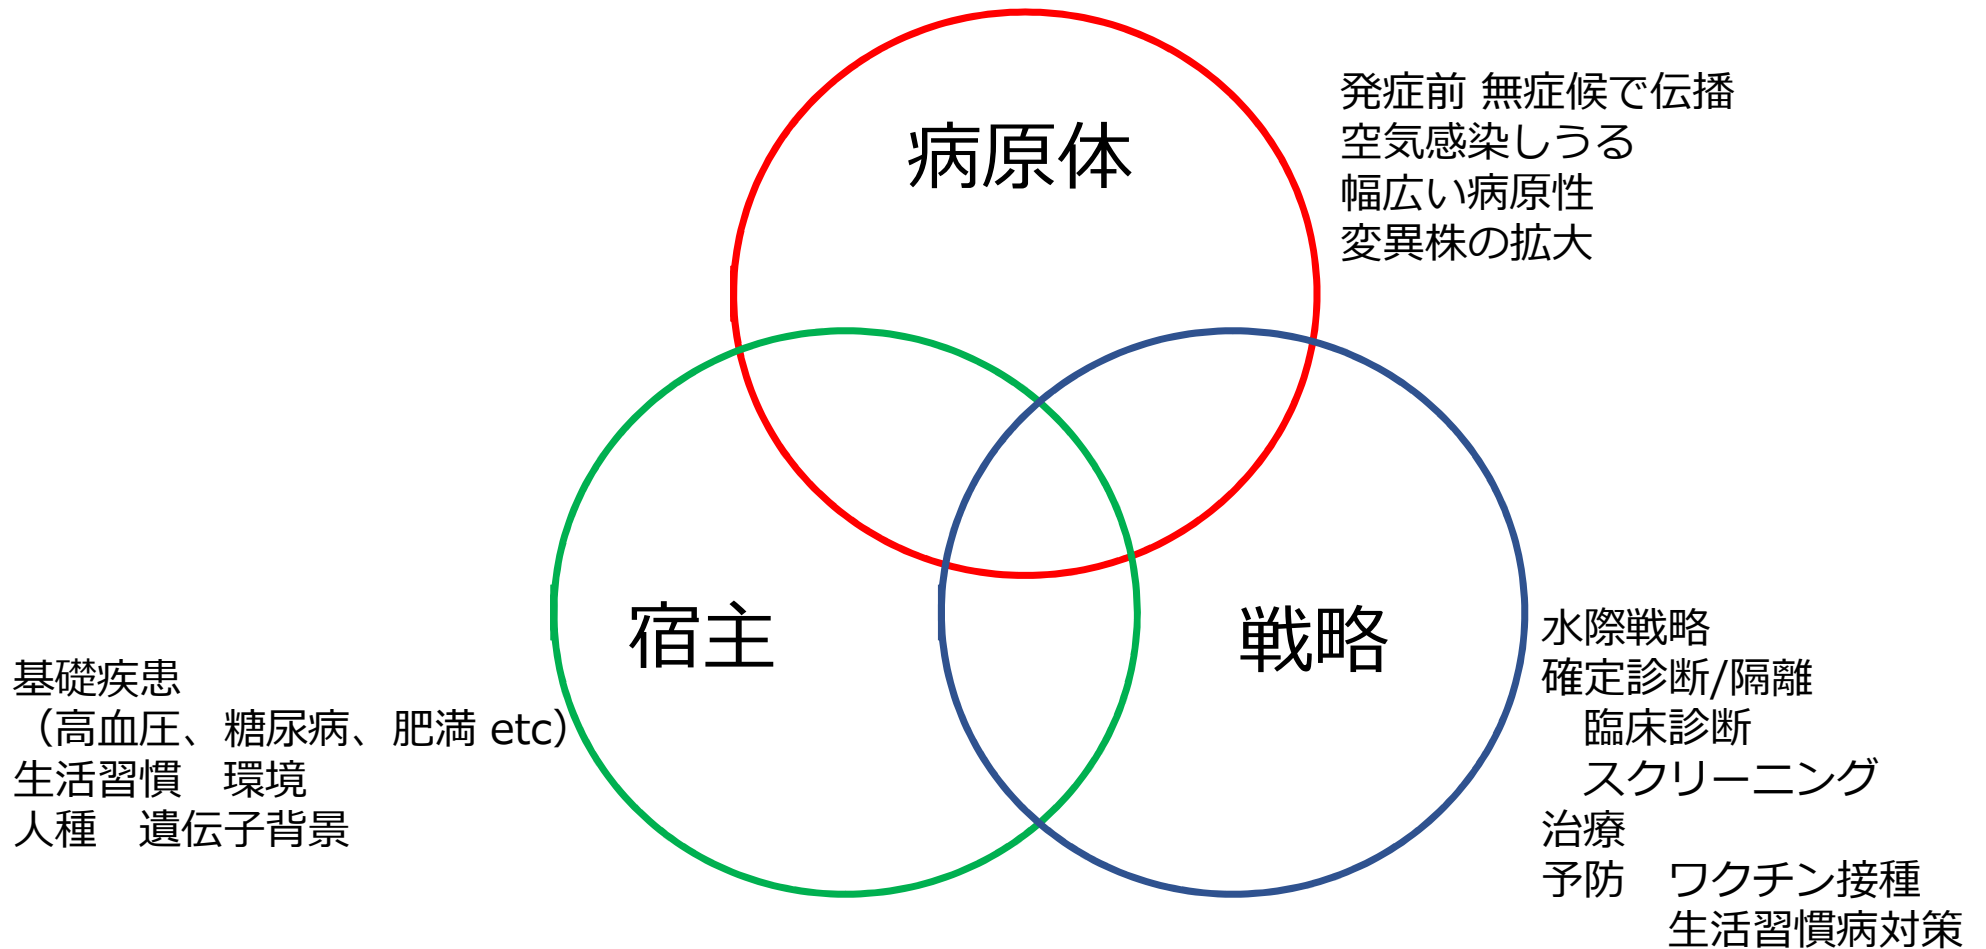 病原体
発症前 無症候で伝播
空気感染しうる
幅広い病原性
変異株の拡大
宿主
基礎疾患
（高血圧、糖尿病、肥満 etc）
生活習慣　環境
人種　遺伝子背景
戦略
水際戦略
確定診断/隔離
臨床診断
スクリーニング
治療
予防　ワクチン接種
生活習慣病対策